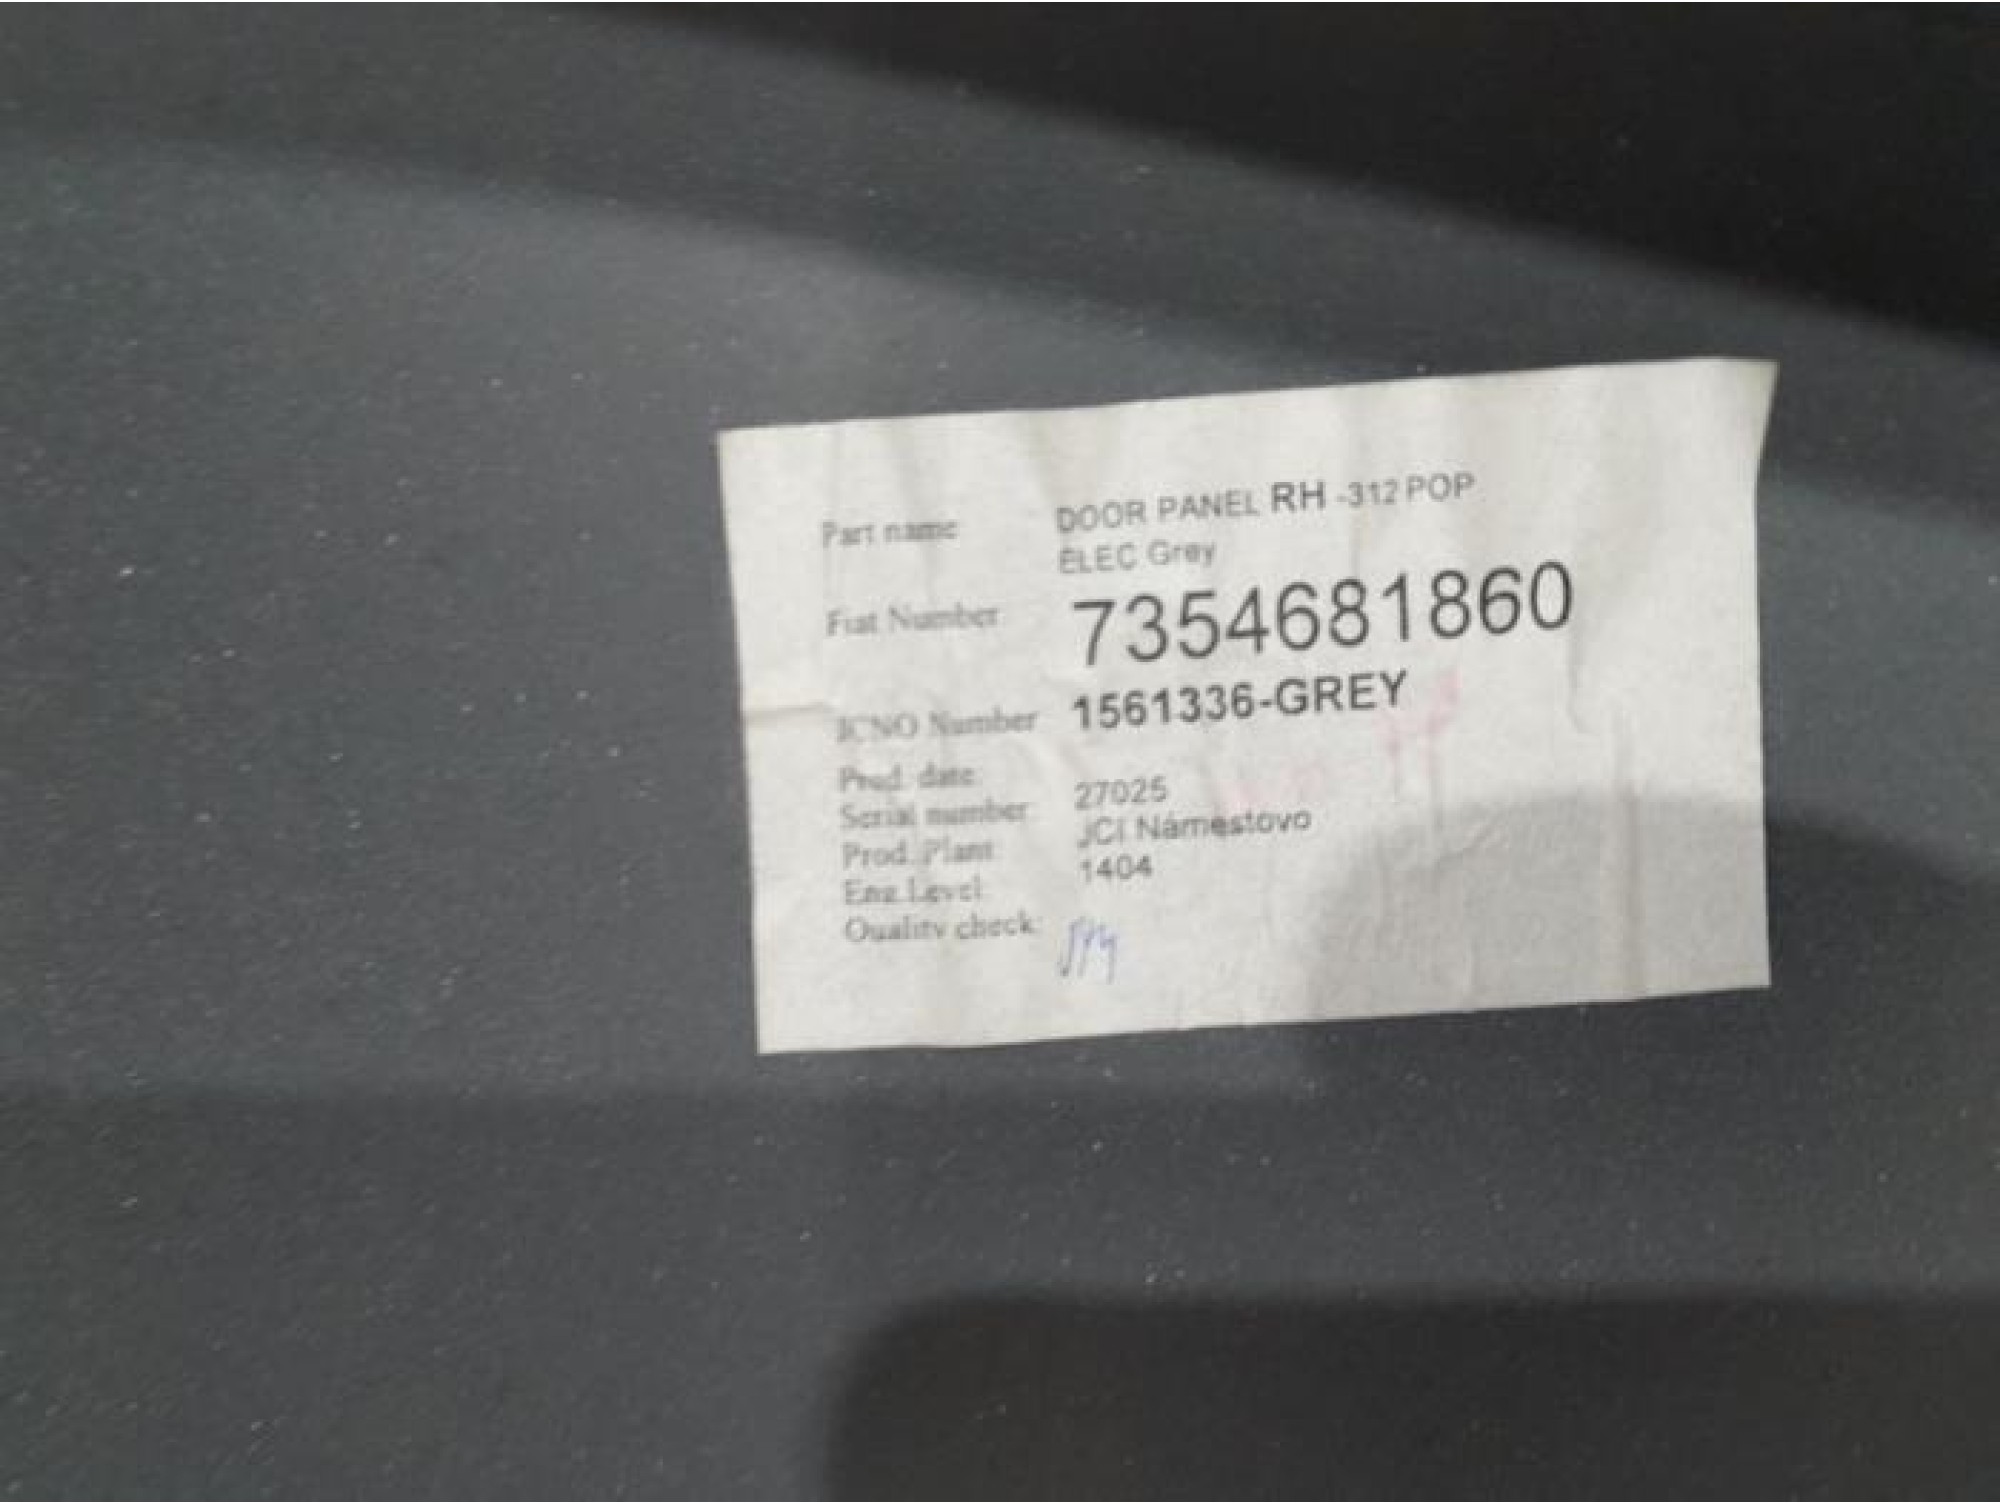 Part name DOOR PANEL RH -312 POP
ELEC Grey
Fiat Number 7354681860
JCNO Number 1561336-GREY
Prod. date:
Serial number 27025
Prod. Plant: JCI Námestovo
Eng.Level: 1404
Quality check: